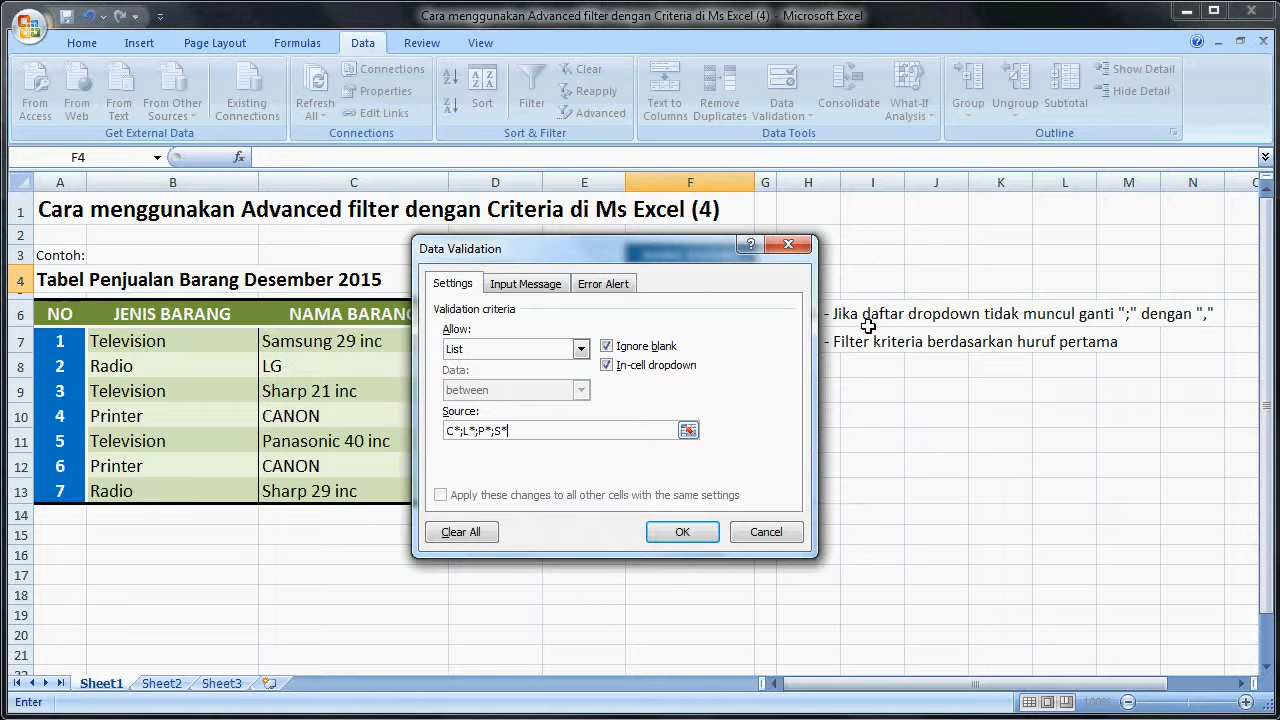 Cara menggunakan Advanced filter dengan Criteria di Ms Excel (4) - Microsoft Excel
Home Insert Page Layout Formulas Data Review View
From Access
From Web
From Text
From Other Sources
Existing Connections
Get External Data
Refresh All
Connections
Properties
Edit Links
Connections
Sort
Filter
Clear
Reapply
Advanced
Sort & Filter
Text to Columns
Remove Duplicates
Data Validation
Consolidate
What-If Analysis
Data Tools
Group
Ungroup
Subtotal
Show Detail
Hide Detail
Outline
F4 fx
A B C D E F G H I J K L M N
1 Cara menggunakan Advanced filter dengan Criteria di Ms Excel (4)
2
3 Contoh:
4 Tabel Penjualan Barang Desember 2015
6 NO JENIS BARANG NAMA BARANG - Jika daftar dropdown tidak muncul ganti ";" dengan ","
7 1 Television Samsung 29 inc - Filter kriteria berdasarkan huruf pertama
8 2 Radio LG
9 3 Television Sharp 21 inc
10 4 Printer CANON
11 5 Television Panasonic 40 inc
12 6 Printer CANON
13 7 Radio Sharp 29 inc
14
15
16
17
18
19
20
21
Data Validation
Settings Input Message Error Alert
Validation criteria
Allow:
List
Ignore blank
In-cell dropdown
Data:
between
Source:
C*;L*;P*;S*
Apply these changes to all other cells with the same settings
Clear All OK Cancel
Sheet1 Sheet2 Sheet3
Enter 100%